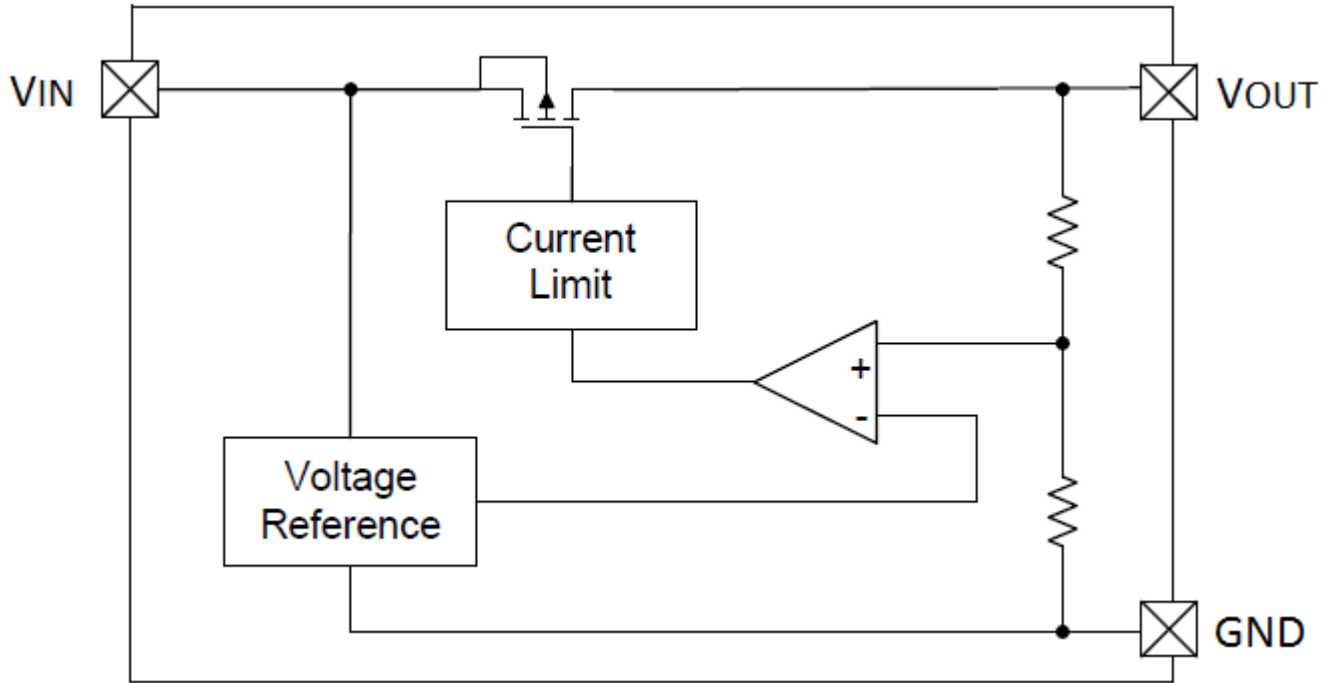 VIN
VOUT
Current
Limit
+
-
Voltage
Reference
GND